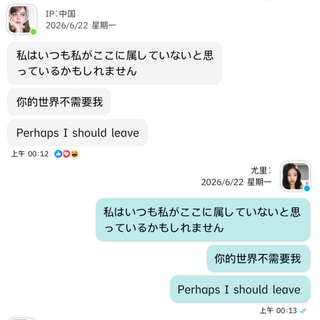 IP:中国
2026/6/22 星期一
私はいつも私がここに属していないと思
っているかもしれません
你的世界不需要我
Perhaps I should leave
上午 00:12
尤里:
2026/6/22 星期一
私はいつも私がここに属していないと思
っているかもしれません
你的世界不需要我
Perhaps I should leave
上午 00:13